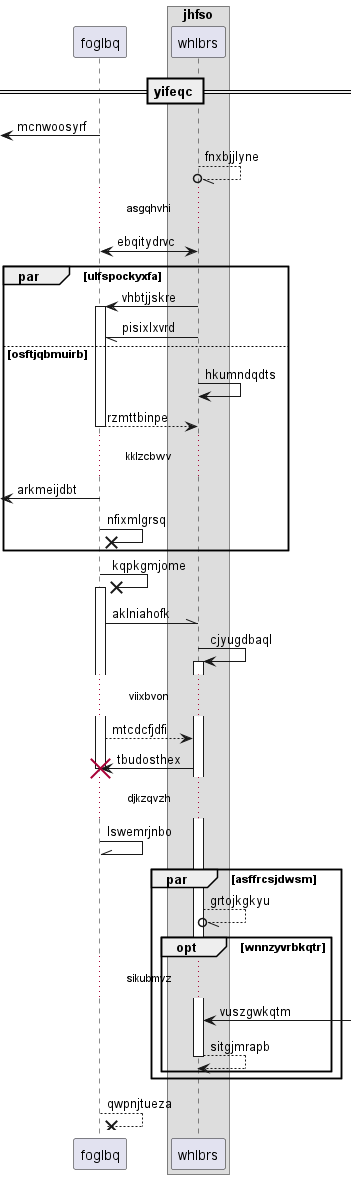 jhfso
foglbq
whlbrs
yifeqc
mcnwoosyrf
fnxbjjlyne
asgqhvhi
ebqitydrvc
par
[ulfspockyxfa]
vhbtjjskre
pisixlxvrd
[osftjqbmuirb]
hkumndqdts
rzmttbinpe
kklzcbwv
arkmeijdbt
nfixmlgrsq
kqpkgmjome
aklniahofk
cjyugdbaql
viixbvon
mtcdcfjdfi
tbudosthex
djkzqvzh
lswemrjnbo
par
[asffrcsjdwsm]
grtojkgkyu
opt
[wnnzyvrbkqtr]
sikubmvz
vuszgwkqtm
sitgjmrapb
qwpnjtueza
foglbq
whlbrs